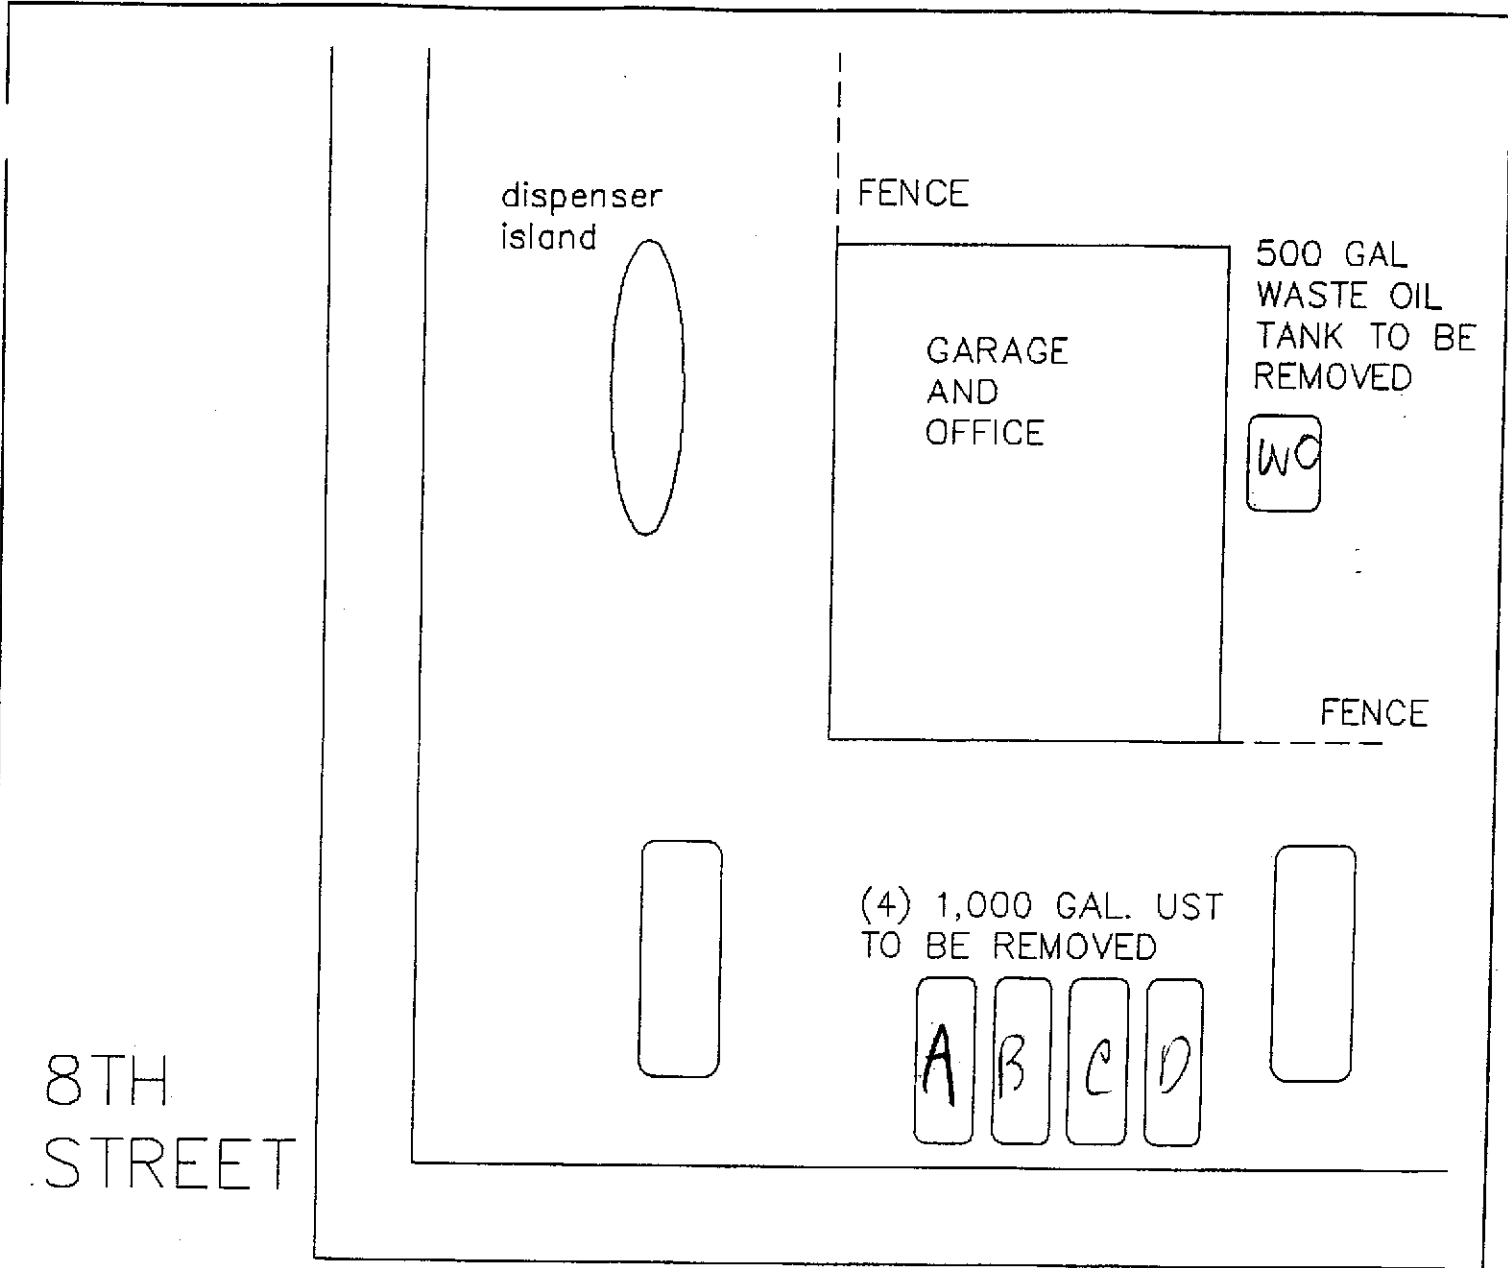 dispenser
island
FENCE
500 GAL
WASTE OIL
TANK TO BE
REMOVED
GARAGE
AND
OFFICE
WO
FENCE
(4) 1,000 GAL. UST
TO BE REMOVED
A B C D
8TH
STREET